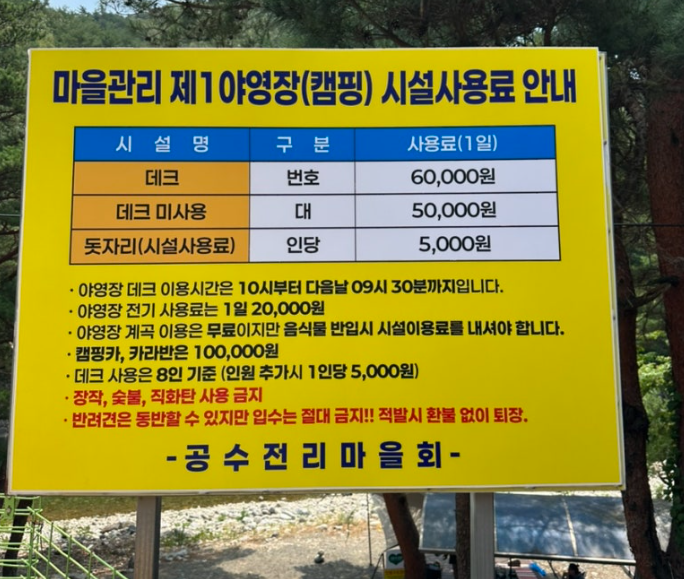 마을관리 제1야영장(캠핑) 시설사용료 안내
시 설 명 구 분 사용료(1일)
데크 번호 60,000원
데크 미사용 대 50,000원
돗자리(시설사용료) 인당 5,000원
· 야영장 데크 이용시간은 10시부터 다음날 09시 30분까지입니다.
· 야영장 전기 사용료는 1일 20,000원
· 야영장 계곡 이용은 무료이지만 음식물 반입시 시설이용료를 내셔야 합니다.
· 캠핑카, 카라반은 100,000원
· 데크 사용은 8인 기준 (인원 추가시 1인당 5,000원)
· 장작, 숯불, 직화탄 사용 금지
· 반려견은 동반할 수 있지만 입수는 절대 금지!! 적발시 환불 없이 퇴장.
-공수전리마을회-